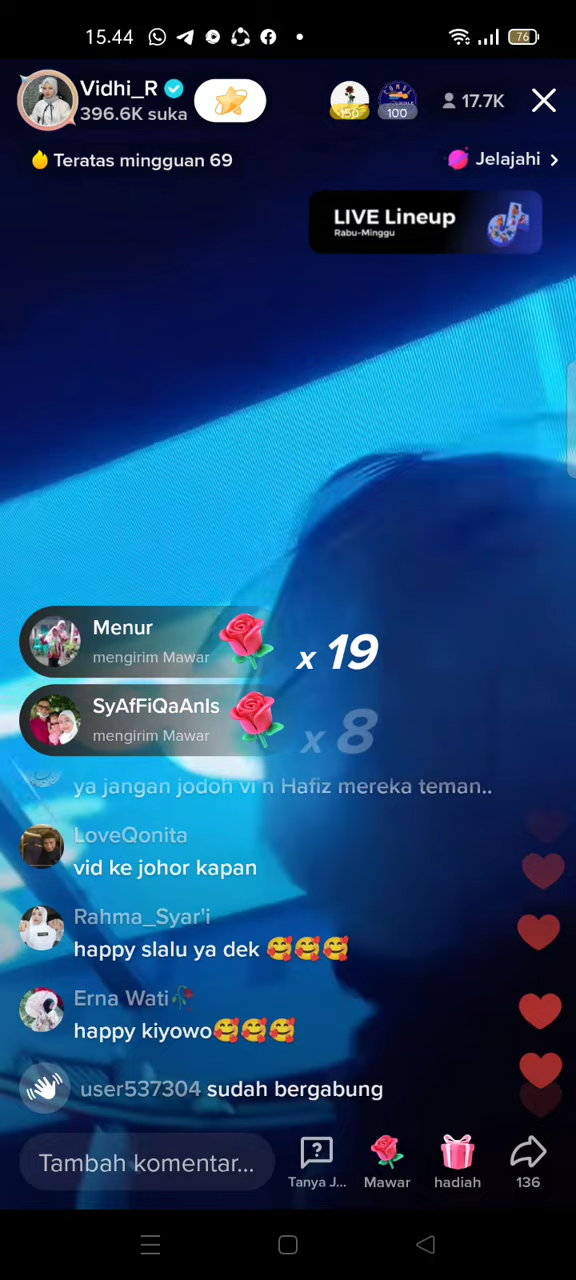 15.44
76
Vidhi_R
396.6K suka
150
100
17.7K
Teratas mingguan 69
Jelajahi
LIVE Lineup
Rabu-Minggu
Menur
mengirim Mawar
x 19
SyAfFiQaAnIs
mengirim Mawar
x 8
ya jangan jodoh vi n Hafiz mereka teman..
LoveQonita
vid ke johor kapan
Rahma_Syar'i
happy slalu ya dek 🥰🥰🥰
Erna Wati🥀
happy kiyowo🥰🥰🥰
user537304 sudah bergabung
Tambah komentar...
Tanya J...
Mawar
hadiah
136